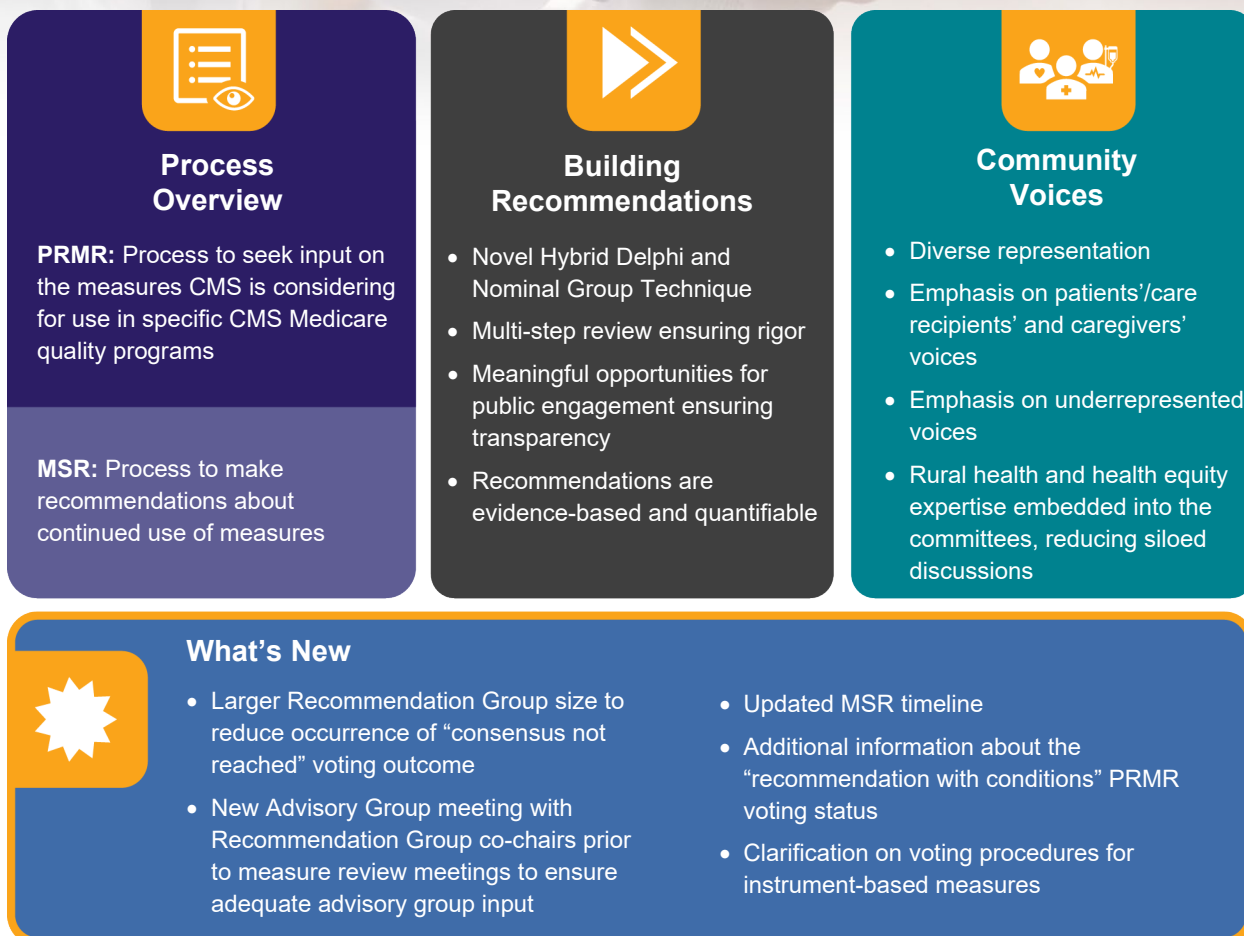 Process
Overview
PRMR: Process to seek input on
the measures CMS is considering
for use in specific CMS Medicare
quality programs
MSR: Process to make
recommendations about
continued use of measures
Building
Recommendations
• Novel Hybrid Delphi and
Nominal Group Technique
• Multi-step review ensuring rigor
• Meaningful opportunities for
public engagement ensuring
transparency
• Recommendations are
evidence-based and quantifiable
Community
Voices
• Diverse representation
• Emphasis on patients’/care
recipients’ and caregivers’
voices
• Emphasis on underrepresented
voices
• Rural health and health equity
expertise embedded into the
committees, reducing siloed
discussions
What’s New
• Larger Recommendation Group size to
reduce occurrence of “consensus not
reached” voting outcome
• New Advisory Group meeting with
Recommendation Group co-chairs prior
to measure review meetings to ensure
adequate advisory group input
• Updated MSR timeline
• Additional information about the
“recommendation with conditions” PRMR
voting status
• Clarification on voting procedures for
instrument-based measures